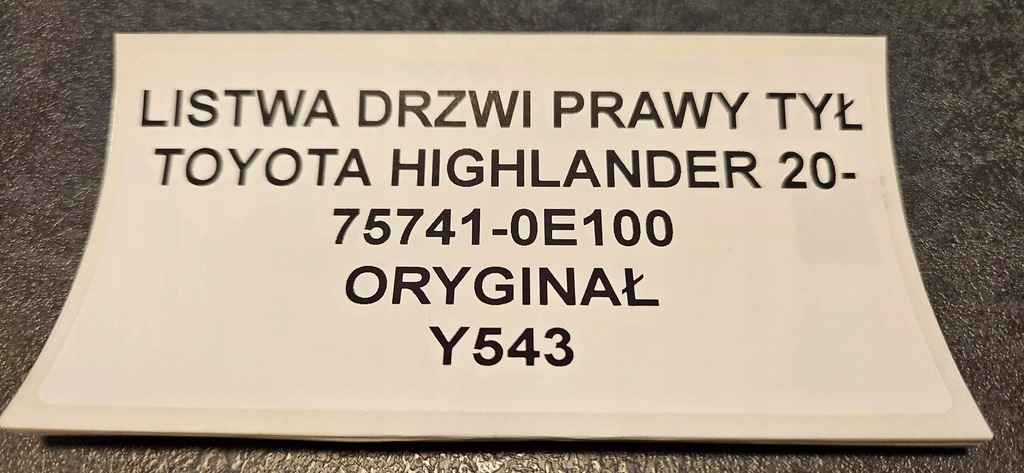 LISTWA DRZWI PRAWY TYŁ
TOYOTA HIGHLANDER 20-
75741-0E100
ORYGINAŁ
Y543